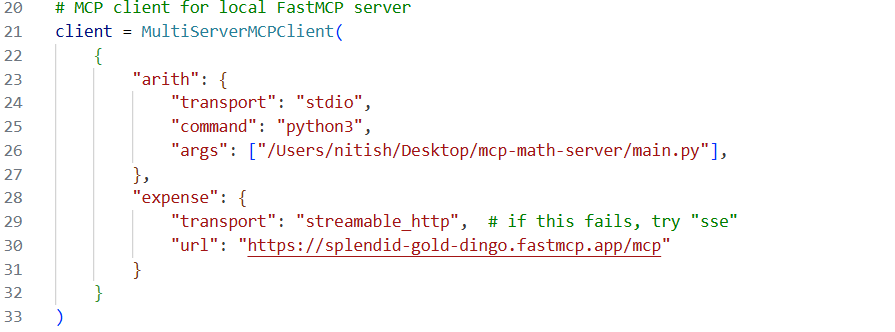 20 # MCP client for local FastMCP server
21 client = MultiServerMCPClient(
22     {
23         "arith": {
24             "transport": "stdio",
25             "command": "python3",
26             "args": ["/Users/nitish/Desktop/mcp-math-server/main.py"],
27         },
28         "expense": {
29             "transport": "streamable_http",  # if this fails, try "sse"
30             "url": "https://splendid-gold-dingo.fastmcp.app/mcp"
31         }
32     }
33 )